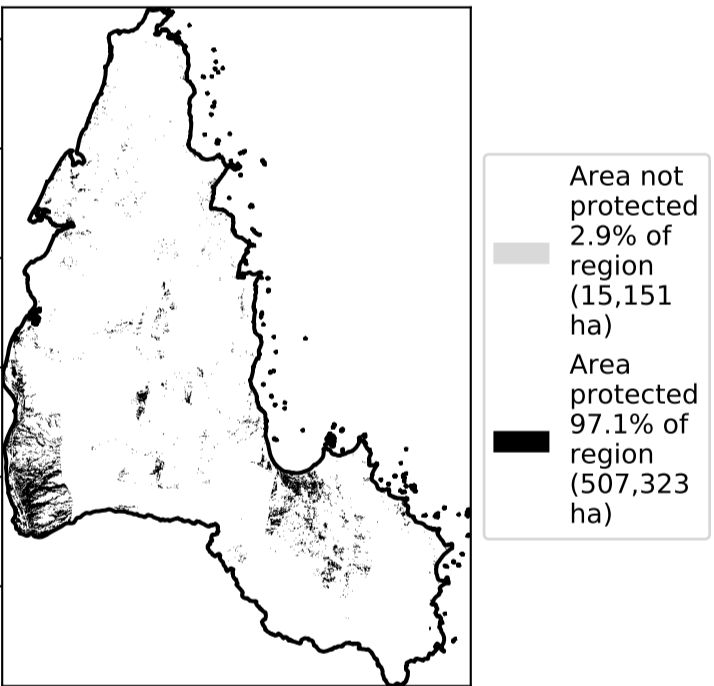 Area not
protected
2.9% of
region
(15,151
ha)
Area
protected
97.1% of
region
(507,323
ha)